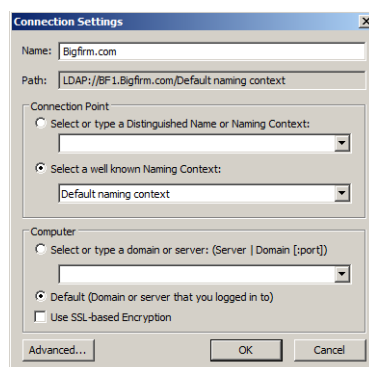 Connection Settings
Name: Bigfirm.com
Path: LDAP://BF1.Bigfirm.com/Default naming context
Connection Point
Select or type a Distinguished Name or Naming Context:
Select a well known Naming Context:
Default naming context
Computer
Select or type a domain or server: (Server | Domain [:port])
Default (Domain or server that you logged in to)
Use SSL-based Encryption
Advanced... OK Cancel